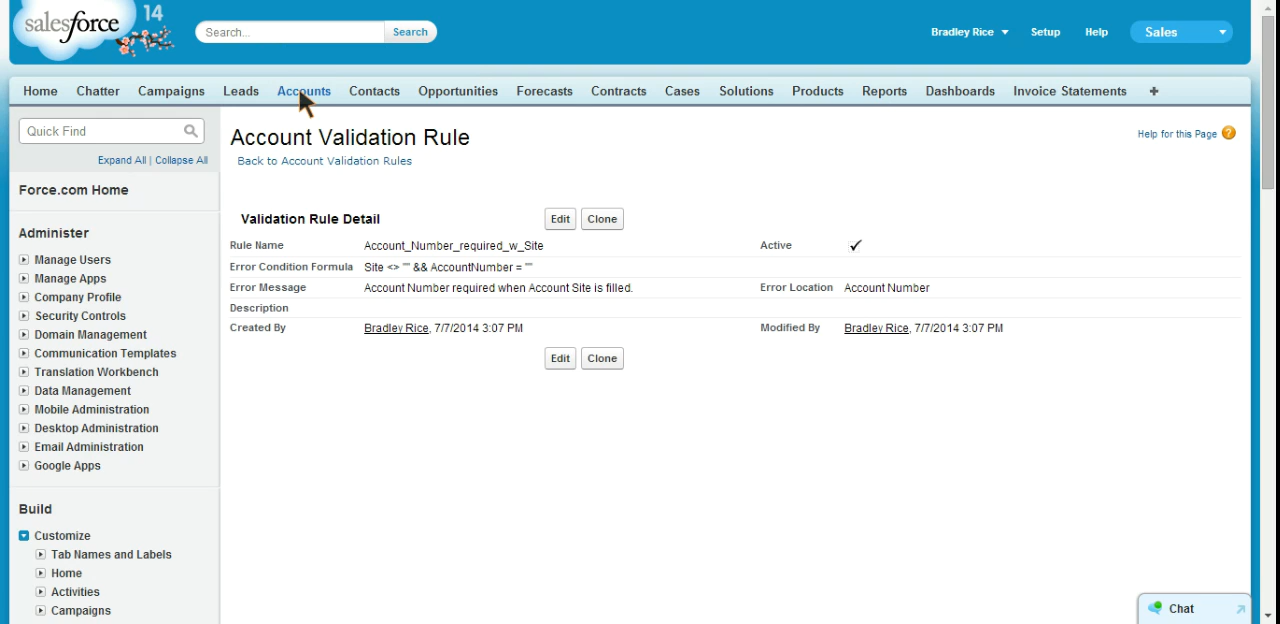 salesforce 14
Search... Search Bradley Rice Setup Help Sales
Home Chatter Campaigns Leads Accounts Contacts Opportunities Forecasts Contracts Cases Solutions Products Reports Dashboards Invoice Statements +
Quick Find
Expand All | Collapse All
Force.com Home
Administer
Manage Users
Manage Apps
Company Profile
Security Controls
Domain Management
Communication Templates
Translation Workbench
Data Management
Mobile Administration
Desktop Administration
Email Administration
Google Apps
Build
Customize
Tab Names and Labels
Home
Activities
Campaigns
Account Validation Rule
Help for this Page ?
Back to Account Validation Rules
Validation Rule Detail Edit Clone
Rule Name Account_Number_required_w_Site Active ✓
Error Condition Formula Site <> "" && AccountNumber = ""
Error Message Account Number required when Account Site is filled. Error Location Account Number
Description
Created By Bradley Rice, 7/7/2014 3:07 PM Modified By Bradley Rice, 7/7/2014 3:07 PM
Edit Clone
Chat